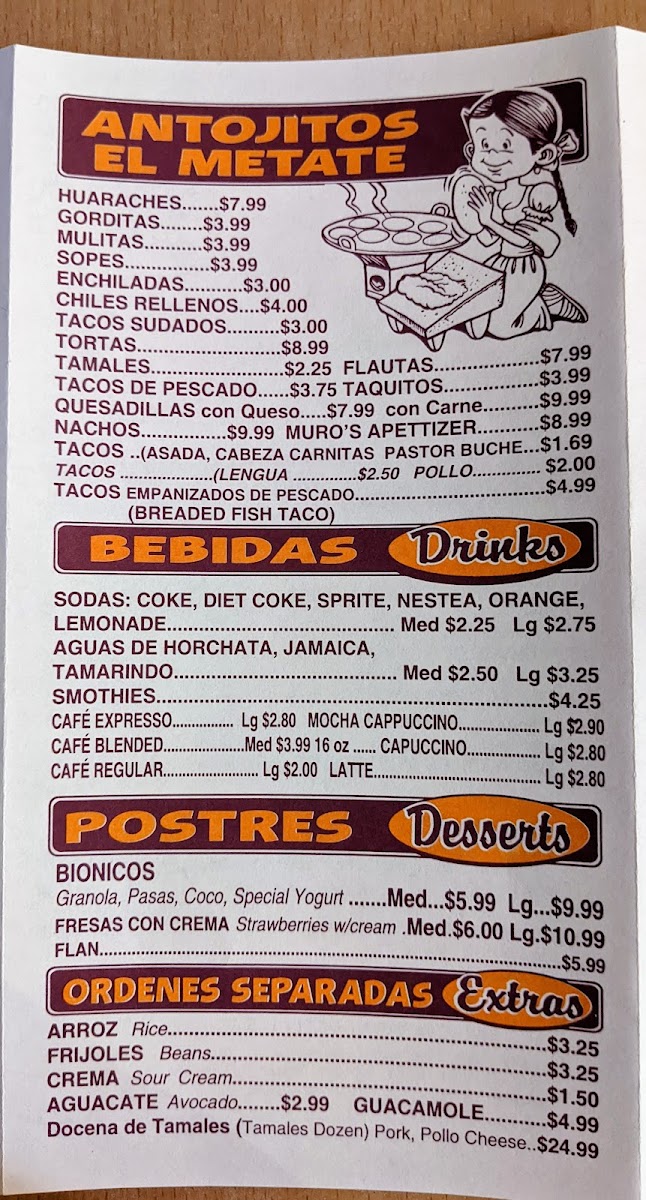 ANTOJITOS
EL METATE
HUARACHES.......$7.99
GORDITAS........$3.99
MULITAS..........$3.99
SOPES................$3.99
ENCHILADAS..........$3.00
CHILES RELLENOS....$4.00
TACOS SUDADOS.........$3.00
TORTAS.........................$8.99
TAMALES.......................$2.25 FLAUTAS...................$7.99
TACOS DE PESCADO......$3.75 TAQUITOS.................$3.99
QUESADILLAS con Queso.....$7.99 con Carne..........$9.99
NACHOS...............$9.99 MURO'S APETTIZER..........$8.99
TACOS ..(ASADA, CABEZA CARNITAS PASTOR BUCHE...$1.69
TACOS ......................(LENGUA ..............$2.50 POLLO.............. $2.00
TACOS EMPANIZADOS DE PESCADO.................................$4.99
(BREADED FISH TACO)
BEBIDAS Drinks
SODAS: COKE, DIET COKE, SPRITE, NESTEA, ORANGE,
LEMONADE..................................... Med $2.25 Lg $2.75
AGUAS DE HORCHATA, JAMAICA,
TAMARINDO.................................... Med $2.50 Lg $3.25
SMOTHIES................................................................$4.25
CAFÉ EXPRESSO................ Lg $2.80 MOCHA CAPPUCCINO..................... Lg $2.90
CAFÉ BLENDED.....................Med $3.99 16 oz ...... CAPUCCINO................... Lg $2.80
CAFÉ REGULAR......................... Lg $2.00 LATTE............................................ Lg $2.80
POSTRES Desserts
BIONICOS
Granola, Pasas, Coco, Special Yogurt .......Med...$5.99 Lg...$9.99
FRESAS CON CREMA Strawberries w/cream .Med.$6.00 Lg.$10.99
FLAN...........................................................................$5.99
ORDENES SEPARADAS Extras
ARROZ Rice..............................................................$3.25
FRIJOLES Beans.......................................................$3.25
CREMA Sour Cream...................................................$1.50
AGUACATE Avocado........$2.99 GUACAMOLE...........$4.99
Docena de Tamales (Tamales Dozen) Pork, Pollo Cheese..$24.99